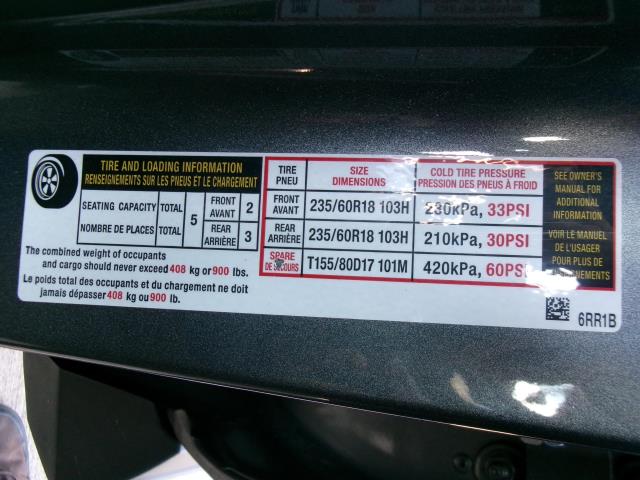 TIRE AND LOADING INFORMATION
RENSEIGNEMENTS SUR LES PNEUS ET LE CHARGEMENT
SEATING CAPACITY TOTAL 5 FRONT AVANT 2
NOMBRE DE PLACES TOTAL REAR ARRIÈRE 3
The combined weight of occupants
and cargo should never exceed 408 kg or 900 lbs.
Le poids total des occupants et du chargement ne doit
jamais dépasser 408 kg ou 900 lb.
TIRE PNEU SIZE DIMENSIONS COLD TIRE PRESSURE PRESSION DES PNEUS À FROID
FRONT AVANT 235/60R18 103H 230kPa, 33PSI
REAR ARRIÈRE 235/60R18 103H 210kPa, 30PSI
SPARE DE SECOURS T155/80D17 101M 420kPa, 60PSI
SEE OWNER'S
MANUAL FOR
ADDITIONAL
INFORMATION
VOIR LE MANUEL
DE L'USAGER
POUR PLUS DE
6RR1B